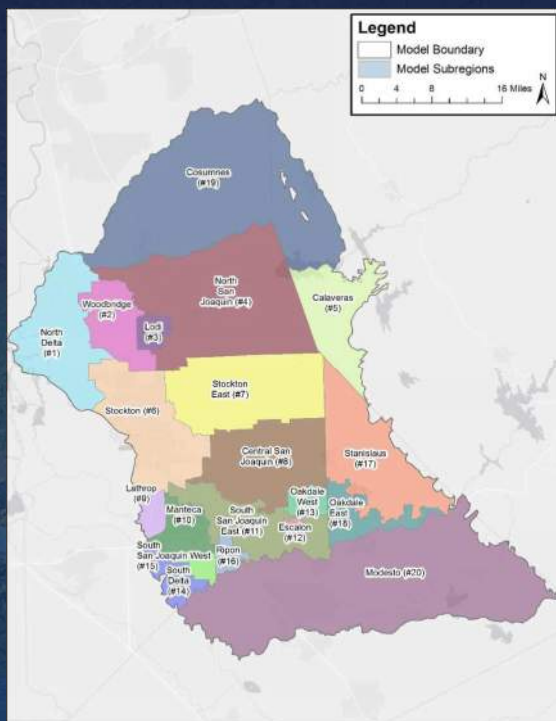 Legend
Model Boundary
Model Subregions
0 4 8 16 Miles
N
Cosumnes
(#19)
North
San
Joaquin (#4)
Calaveras
(#5)
Woodbridge
(#2)
Lodi
(#3)
North
Delta
(#1)
Stockton
East (#7)
Stockton (#6)
Central San
Joaquin (#8)
Stanislaus
(#17)
Lathrop
(#9)
Manteca
(#10)
South
San Joaquin
East (#11)
Oakdale
West
(#13)
Oakdale
East
(#18)
Escalon
(#12)
South
San Joaquin West
(#15)
Ripon
(#16)
South
Delta
(#14)
Modesto (#20)